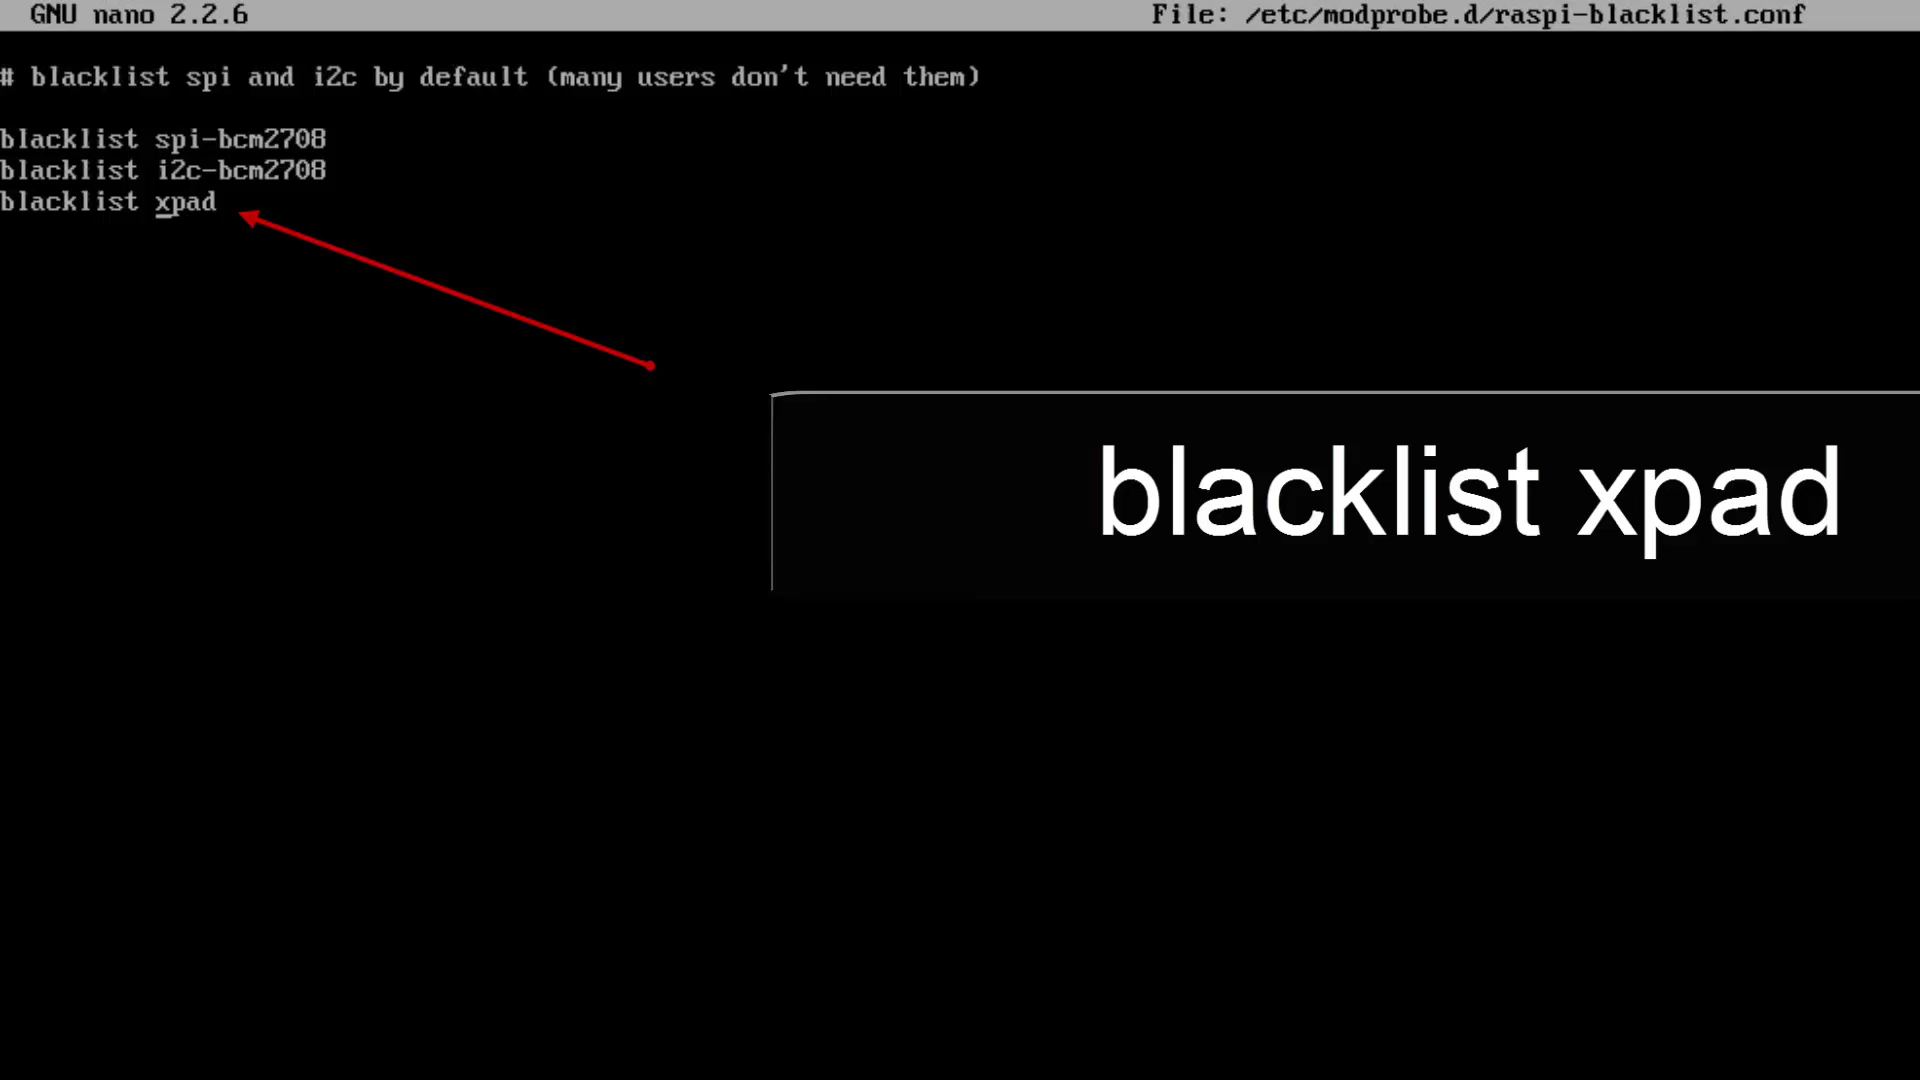 GNU nano 2.2.6 File: /etc/modprobe.d/raspi-blacklist.conf
# blacklist spi and i2c by default (many users don't need them)
blacklist spi-bcm2708
blacklist i2c-bcm2708
blacklist xpad
blacklist xpad